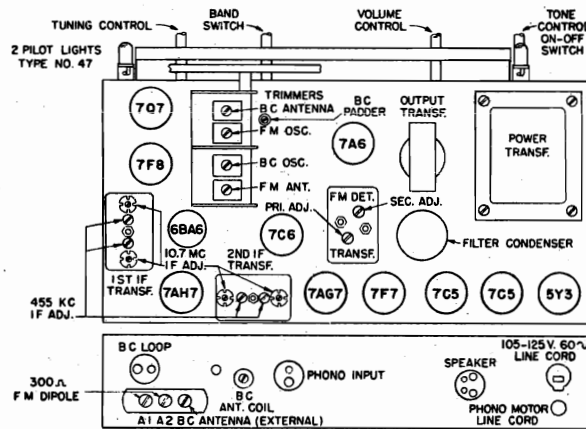 TUNING CONTROL
BAND
SWITCH
VOLUME
CONTROL
TONE
CONTROL
ON-OFF
SWITCH
2 PILOT LIGHTS
TYPE NO. 47
7Q7
TRIMMERS
BC ANTENNA
FM OSC.
BC
PADDER
OUTPUT
TRANSF.
7A6
POWER
TRANSF.
7F8
BC OSC.
FM ANT.
FM DET.
SEC. ADJ.
PRI. ADJ.
TRANSF.
6BA6
7C6
FILTER CONDENSER
10.7 MC
IF ADJ.
2ND IF
TRANSF.
1ST IF
TRANSF.
455 KC
IF ADJ.
7AH7
7AG7
7F7
7C5
7C5
5Y3
BC LOOP
PHONO INPUT
SPEAKER
105-125 V. 60~
LINE CORD
300Ω
FM DIPOLE
BC
ANT. COIL
A1 A2 BC ANTENNA (EXTERNAL)
PHONO MOTOR
LINE CORD